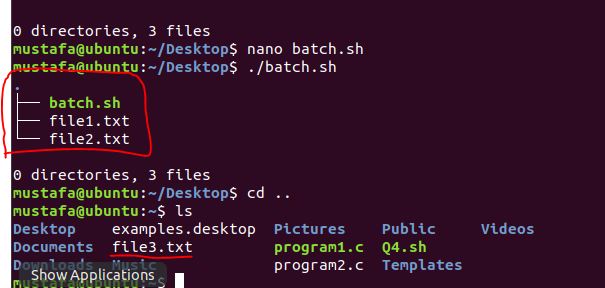 0 directories, 3 files
mustafa@ubuntu:~/Desktop$ nano batch.sh
mustafa@ubuntu:~/Desktop$ ./batch.sh
.
├── batch.sh
├── file1.txt
└── file2.txt
0 directories, 3 files
mustafa@ubuntu:~/Desktop$ cd ..
mustafa@ubuntu:~$ ls
Desktop examples.desktop Pictures Public Videos
Documents file3.txt program1.c Q4.sh
Downloads Music program2.c Templates
mustafa@ubuntu:~$
Show Applications